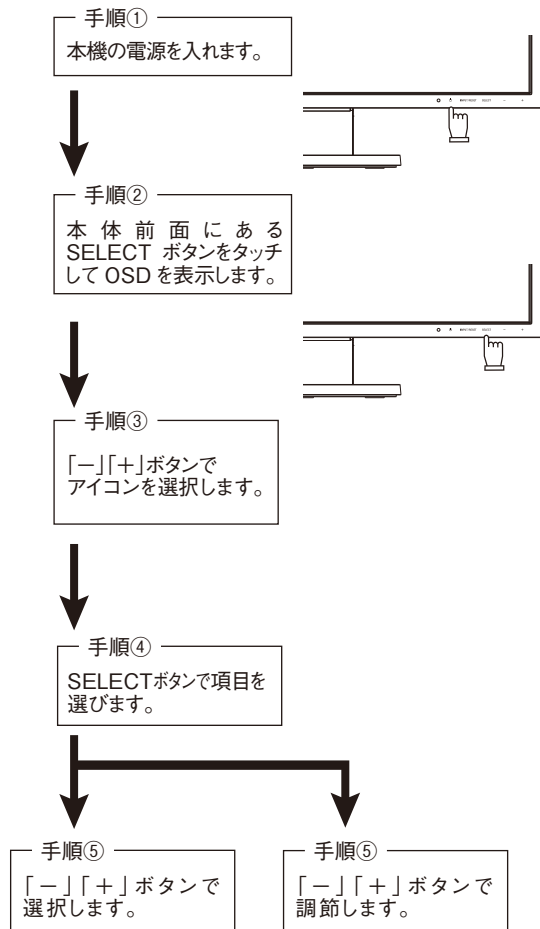 手順①
本機の電源を入れます。
手順②
本体前面にある
SELECT ボタンをタッチ
して OSD を表示します。
SELECT － ＋
手順③
「－」「＋」ボタンで
アイコンを選択します。
手順④
SELECTボタンで項目を
選びます。
手順⑤
「－」「＋」ボタンで
選択します。
手順⑤
「－」「＋」ボタンで
調節します。